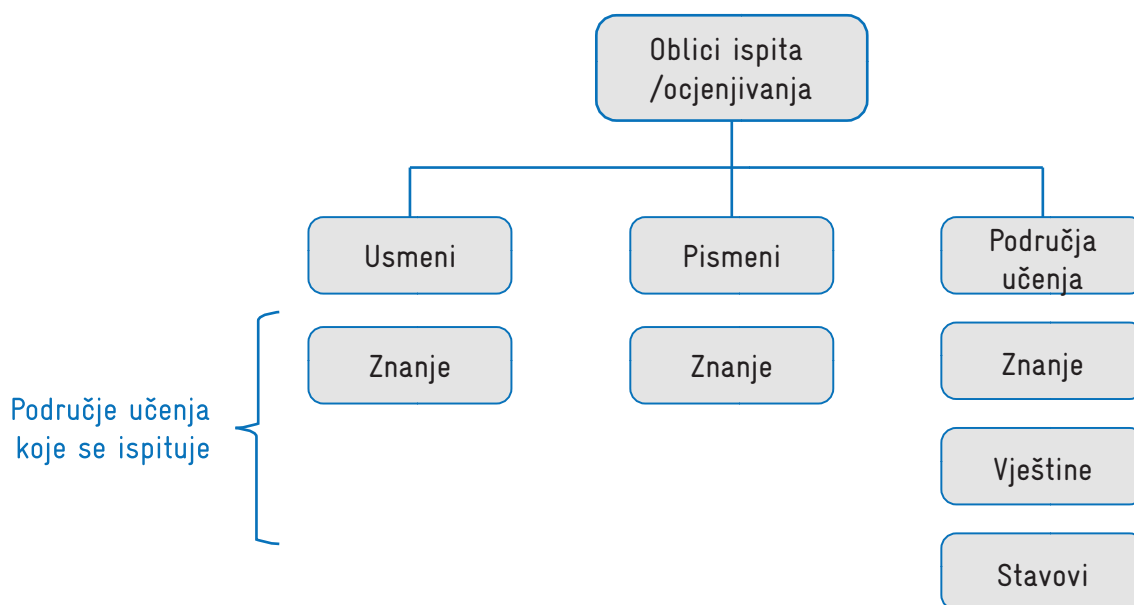 Oblici ispita
/ocjenjivanja
Usmeni
Pismeni
Područja
učenja
Znanje
Znanje
Znanje
Područje učenja
koje se ispituje
Vještine
Stavovi